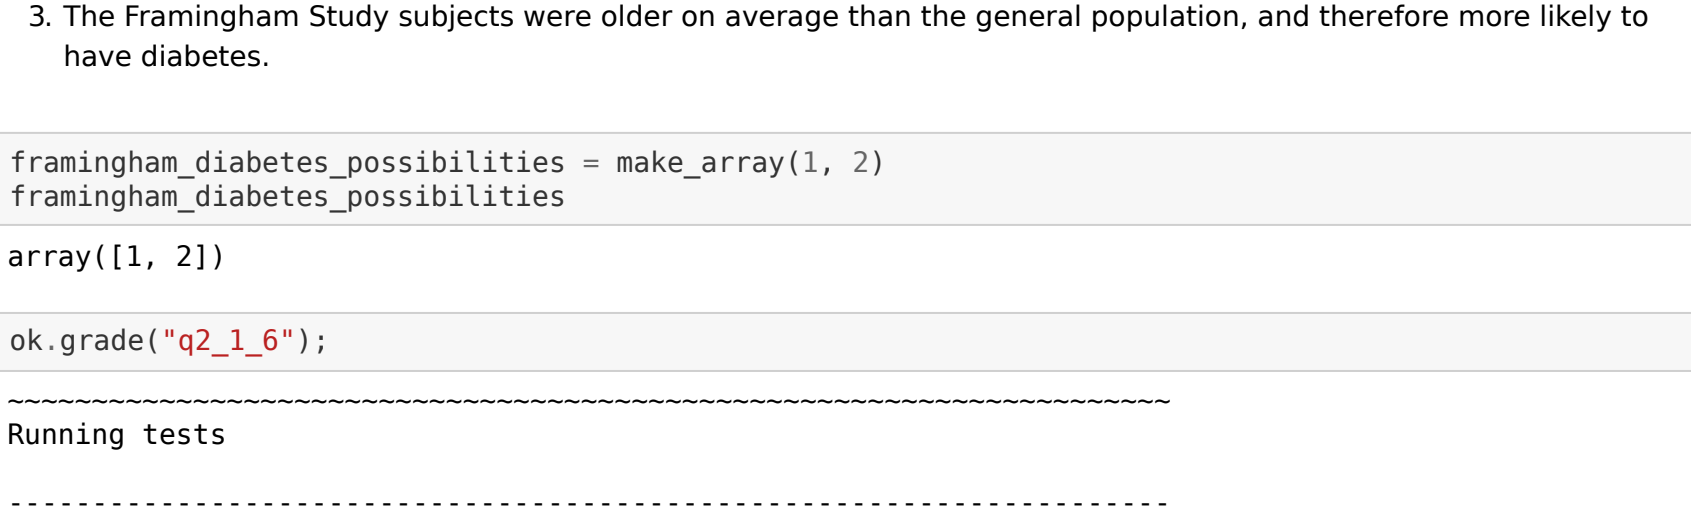 3. The Framingham Study subjects were older on average than the general population, and therefore more likely to
have diabetes.
framingham_diabetes_possibilities = make_array(1, 2)
framingham_diabetes_possibilities
array([1, 2])
ok.grade("q2_1_6");
~~~~~~~~~~~~~~~~~~~~~~~~~~~~~~~~~~~~~~~~~~~~~~~~~~~~~~~~~~~~~~~~~~~~~
Running tests
---------------------------------------------------------------------